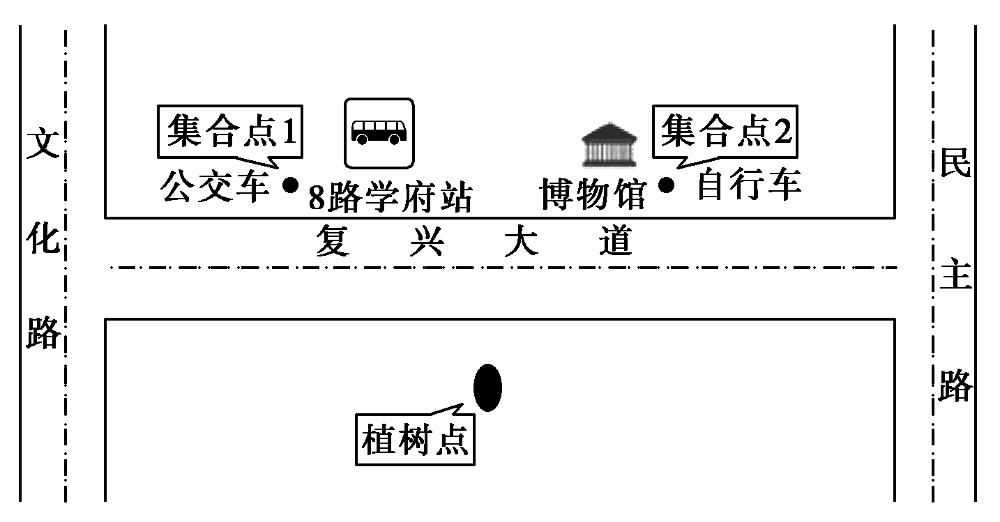 文化路
集合点1
公交车
8路学府站
博物馆
集合点2
自行车
民主路
复兴大道
植树点